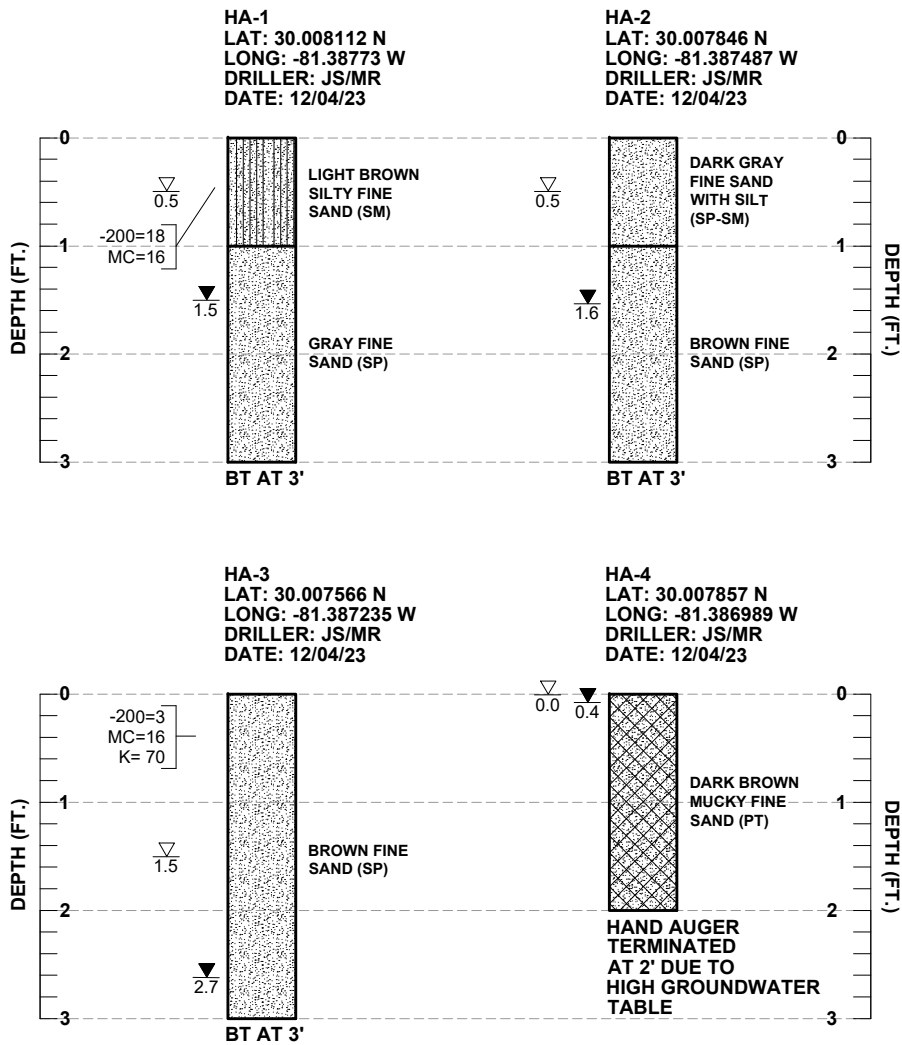 HA-1
LAT: 30.008112 N
LONG: -81.38773 W
DRILLER: JS/MR
DATE: 12/04/23
HA-2
LAT: 30.007846 N
LONG: -81.387487 W
DRILLER: JS/MR
DATE: 12/04/23
DEPTH (FT.)
0
1
2
3
0.5
-200=18
MC=16
1.5
LIGHT BROWN
SILTY FINE
SAND (SM)
GRAY FINE
SAND (SP)
BT AT 3'
0.5
1.6
DARK GRAY
FINE SAND
WITH SILT
(SP-SM)
BROWN FINE
SAND (SP)
BT AT 3'
0
1
2
3
DEPTH (FT.)
HA-3
LAT: 30.007566 N
LONG: -81.387235 W
DRILLER: JS/MR
DATE: 12/04/23
HA-4
LAT: 30.007857 N
LONG: -81.386989 W
DRILLER: JS/MR
DATE: 12/04/23
DEPTH (FT.)
0
1
2
3
-200=3
MC=16
K= 70
1.5
2.7
BROWN FINE
SAND (SP)
BT AT 3'
0.0
0.4
DARK BROWN
MUCKY FINE
SAND (PT)
HAND AUGER
TERMINATED
AT 2' DUE TO
HIGH GROUNDWATER
TABLE
0
1
2
3
DEPTH (FT.)